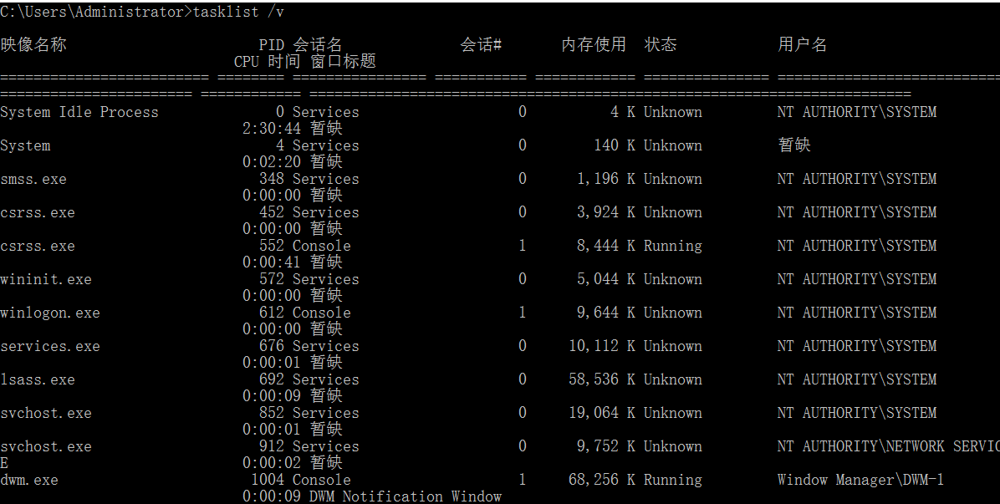 C:\Users\Administrator>tasklist /v
映像名称                       PID 会话名              会话#       内存使用  状态            用户名
                            CPU 时间 窗口标题
========================= ======== ================ =========== ============ =============== ===========================
======================= ============ ========================================================================
System Idle Process              0 Services                   0          4 K Unknown         NT AUTHORITY\SYSTEM
                             2:30:44 暂缺
System                           4 Services                   0        140 K Unknown         暂缺
                             0:02:20 暂缺
smss.exe                       348 Services                   0      1,196 K Unknown         NT AUTHORITY\SYSTEM
                             0:00:00 暂缺
csrss.exe                      452 Services                   0      3,924 K Unknown         NT AUTHORITY\SYSTEM
                             0:00:00 暂缺
csrss.exe                      552 Console                    1      8,444 K Running         NT AUTHORITY\SYSTEM
                             0:00:41 暂缺
wininit.exe                    572 Services                   0      5,044 K Unknown         NT AUTHORITY\SYSTEM
                             0:00:00 暂缺
winlogon.exe                   612 Console                    1      9,644 K Unknown         NT AUTHORITY\SYSTEM
                             0:00:00 暂缺
services.exe                   676 Services                   0     10,112 K Unknown         NT AUTHORITY\SYSTEM
                             0:00:01 暂缺
lsass.exe                      692 Services                   0     58,536 K Unknown         NT AUTHORITY\SYSTEM
                             0:00:09 暂缺
svchost.exe                    852 Services                   0     19,064 K Unknown         NT AUTHORITY\SYSTEM
                             0:00:01 暂缺
svchost.exe                    912 Services                   0      9,752 K Unknown         NT AUTHORITY\NETWORK SERVIC
E                            0:00:02 暂缺
dwm.exe                       1004 Console                    1     68,256 K Running         Window Manager\DWM-1
                             0:00:09 DWM Notification Window